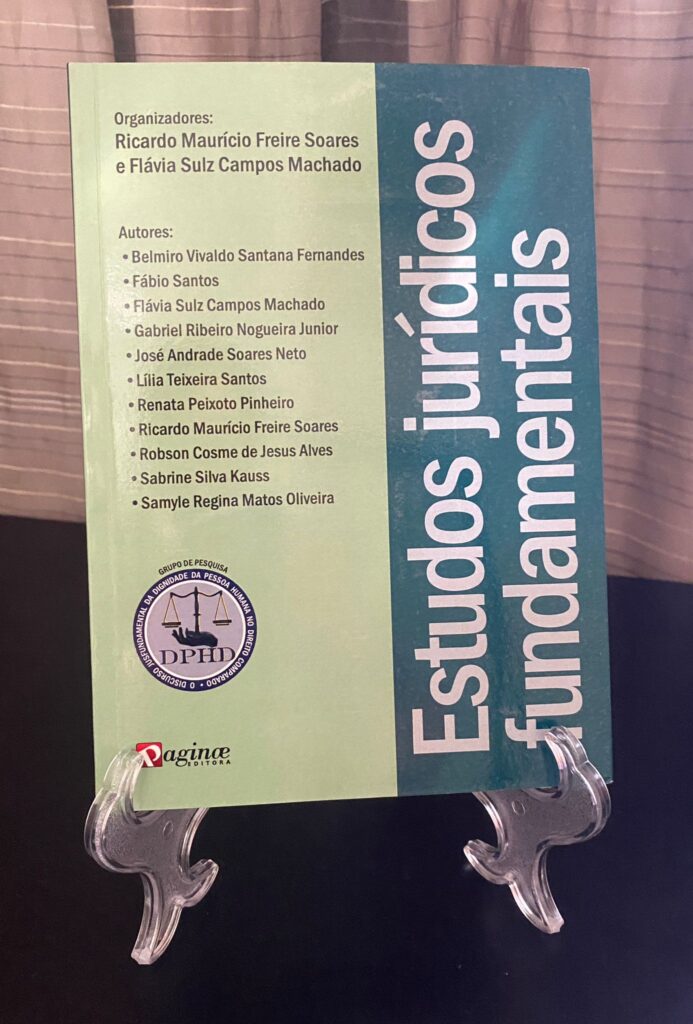 Organizadores:
Ricardo Maurício Freire Soares
e Flávia Sulz Campos Machado
Autores:
• Belmiro Vivaldo Santana Fernandes
• Fábio Santos
• Flávia Sulz Campos Machado
• Gabriel Ribeiro Nogueira Junior
• José Andrade Soares Neto
• Lília Teixeira Santos
• Renata Peixoto Pinheiro
• Ricardo Maurício Freire Soares
• Robson Cosme de Jesus Alves
• Sabrine Silva Kauss
• Samyle Regina Matos Oliveira
GRUPO DE PESQUISA
O DISCURSO JUSFUNDAMENTAL DA DIGNIDADE DA PESSOA HUMANA NO DIREITO COMPARADO •
DPHD
Paginæ
EDITORA
Estudos jurídicos
fundamentais